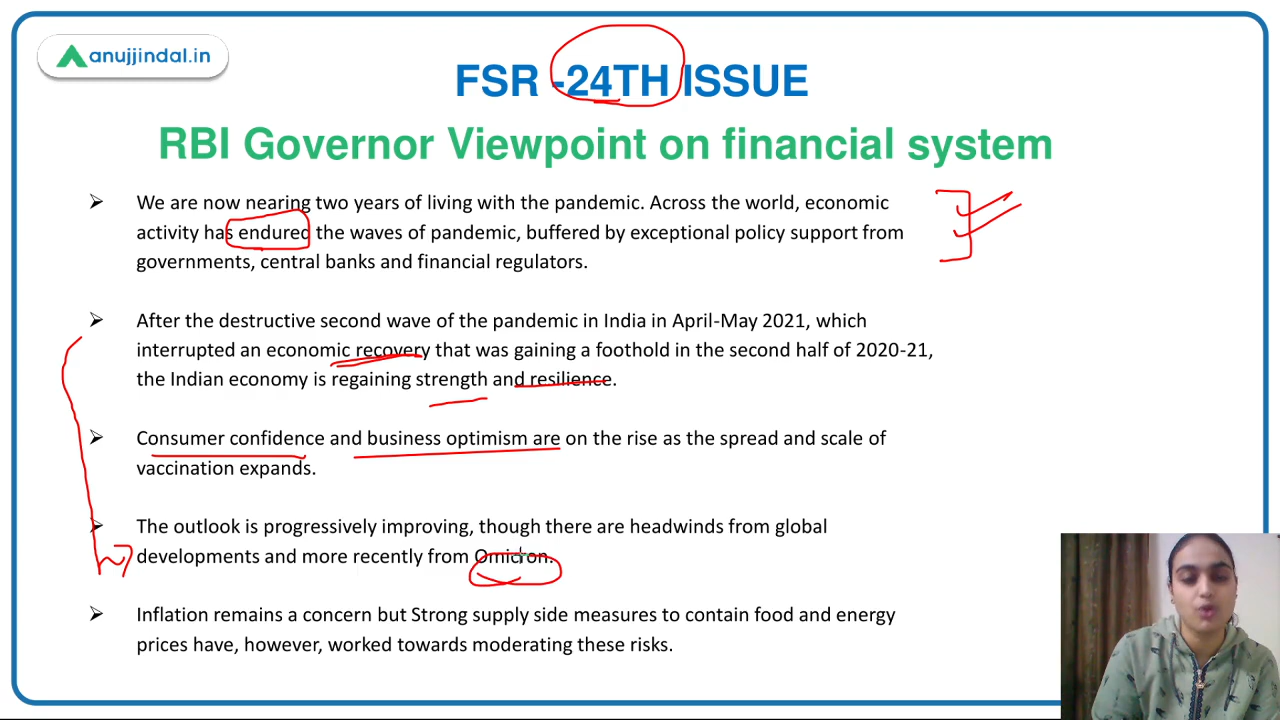 anujjindal.in
FSR -24TH ISSUE
RBI Governor Viewpoint on financial system
We are now nearing two years of living with the pandemic. Across the world, economic
activity has endured the waves of pandemic, buffered by exceptional policy support from
governments, central banks and financial regulators.
After the destructive second wave of the pandemic in India in April-May 2021, which
interrupted an economic recovery that was gaining a foothold in the second half of 2020-21,
the Indian economy is regaining strength and resilience.
Consumer confidence and business optimism are on the rise as the spread and scale of
vaccination expands.
The outlook is progressively improving, though there are headwinds from global
developments and more recently from Omicron.
Inflation remains a concern but Strong supply side measures to contain food and energy
prices have, however, worked towards moderating these risks.